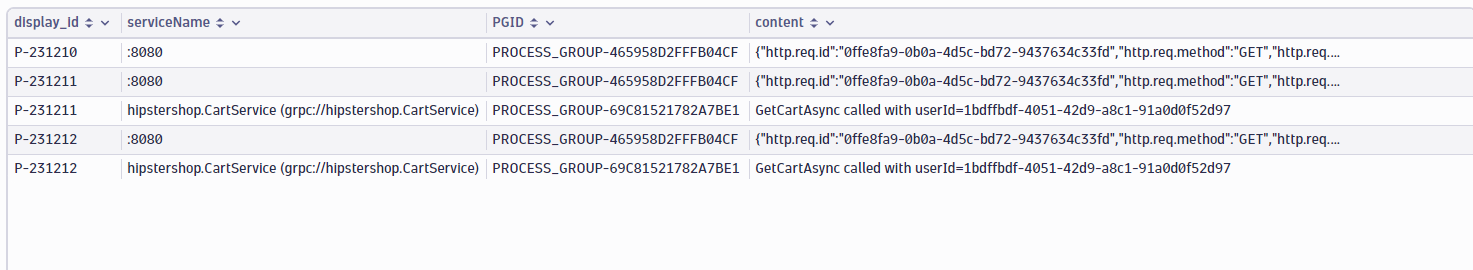 display_id serviceName PGID content
P-231210 :8080 PROCESS_GROUP-465958D2FFFB04CF {"http.req.id":"0ffe8fa9-0b0a-4d5c-bd72-9437634c33fd","http.req.method":"GET","http.req....
P-231211 :8080 PROCESS_GROUP-465958D2FFFB04CF {"http.req.id":"0ffe8fa9-0b0a-4d5c-bd72-9437634c33fd","http.req.method":"GET","http.req....
P-231211 hipstershop.CartService (grpc://hipstershop.CartService) PROCESS_GROUP-69C81521782A7BE1 GetCartAsync called with userId=1bdffbdf-4051-42d9-a8c1-91a0d0f52d97
P-231212 :8080 PROCESS_GROUP-465958D2FFFB04CF {"http.req.id":"0ffe8fa9-0b0a-4d5c-bd72-9437634c33fd","http.req.method":"GET","http.req....
P-231212 hipstershop.CartService (grpc://hipstershop.CartService) PROCESS_GROUP-69C81521782A7BE1 GetCartAsync called with userId=1bdffbdf-4051-42d9-a8c1-91a0d0f52d97